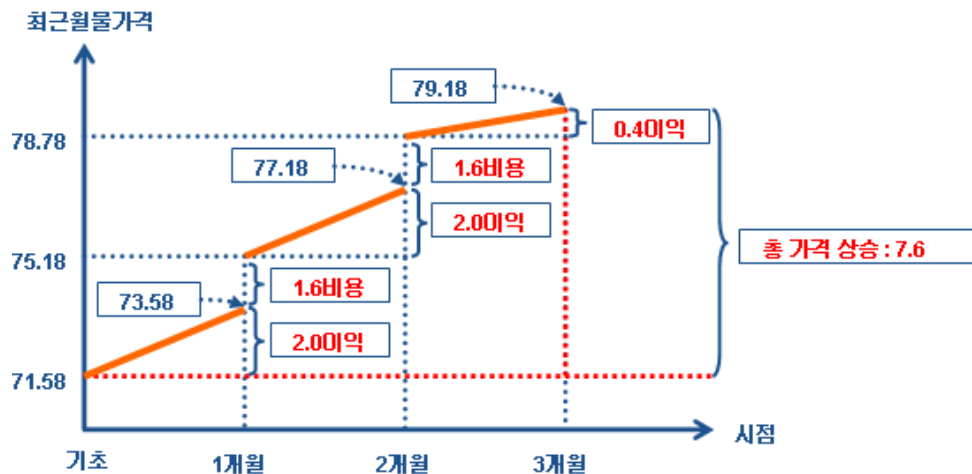 최근월물가격
79.18
0.4이익
78.78
1.6비용
77.18
2.0이익
총 가격 상승 : 7.6
75.18
1.6비용
73.58
2.0이익
71.58
시점
기초
1개월
2개월
3개월